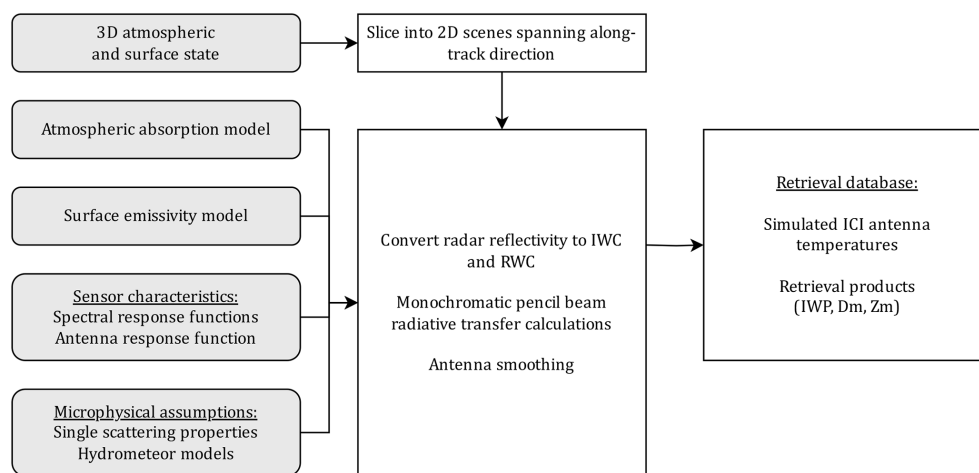 3D atmospheric
and surface state
Slice into 2D scenes spanning along-
track direction
Atmospheric absorption model
Surface emissivity model
Sensor characteristics:
Spectral response functions
Antenna response function
Microphysical assumptions:
Single scattering properties
Hydrometeor models
Convert radar reflectivity to IWC
and RWC
Monochromatic pencil beam
radiative transfer calculations
Antenna smoothing
Retrieval database:
Simulated ICI antenna
temperatures
Retrieval products
(IWP, Dm, Zm)